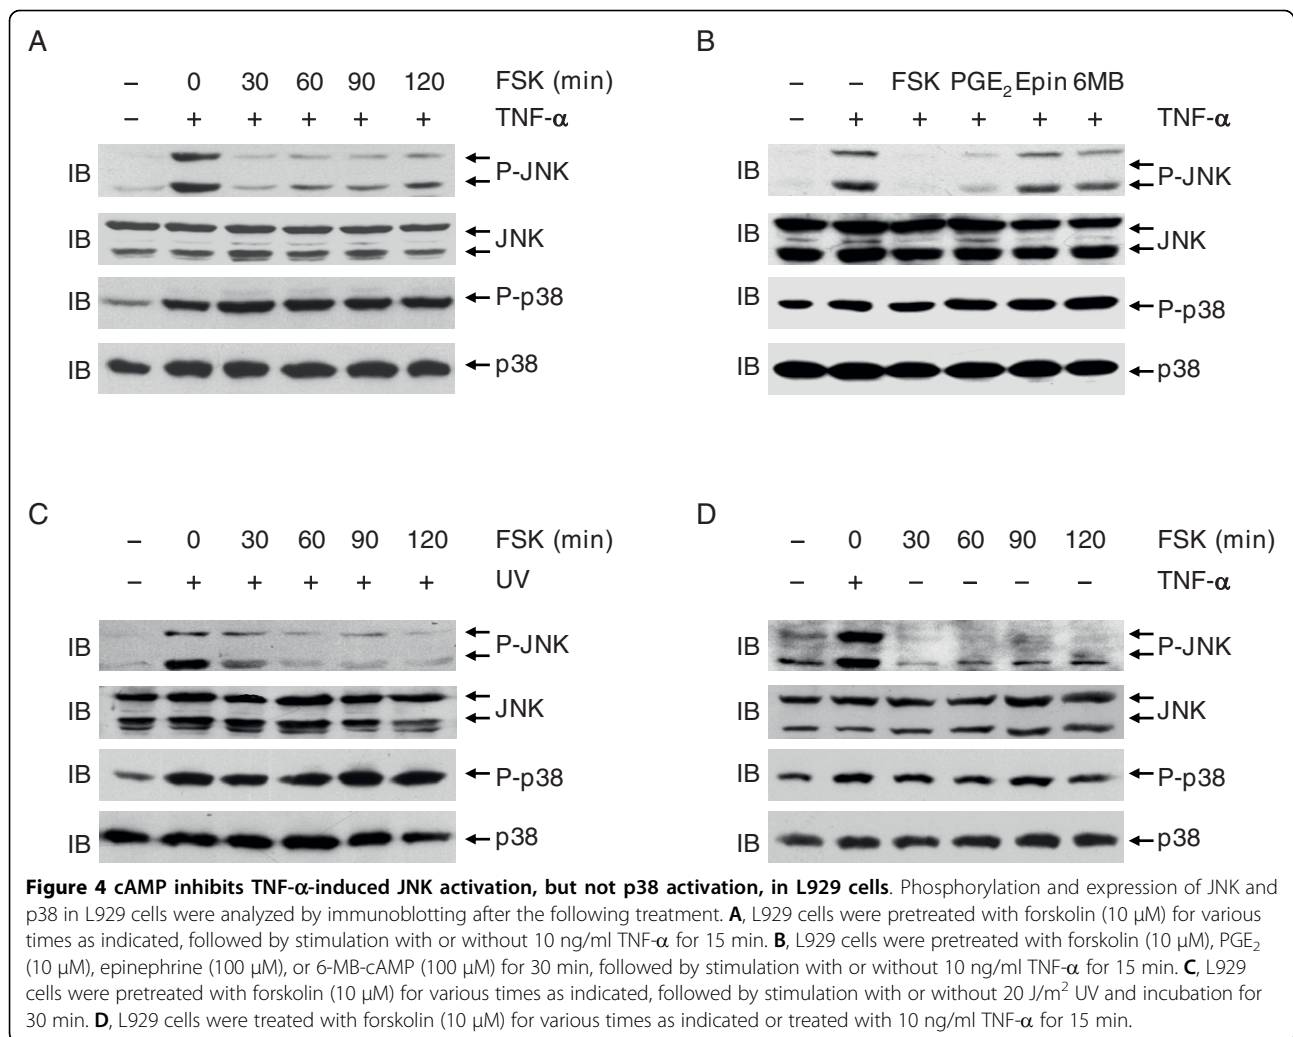 A
– 0 30 60 90 120 FSK (min)
– + + + + + TNF-α
IB P-JNK
IB JNK
IB P-p38
IB p38
B
– – FSK PGE₂ Epin 6MB
– + + + + + TNF-α
IB P-JNK
IB JNK
IB P-p38
IB p38
C
– 0 30 60 90 120 FSK (min)
– + + + + + UV
IB P-JNK
IB JNK
IB P-p38
IB p38
D
– 0 30 60 90 120 FSK (min)
– + – – – – TNF-α
IB P-JNK
IB JNK
IB P-p38
IB p38
Figure 4 cAMP inhibits TNF-α-induced JNK activation, but not p38 activation, in L929 cells. Phosphorylation and expression of JNK and
p38 in L929 cells were analyzed by immunoblotting after the following treatment. A, L929 cells were pretreated with forskolin (10 μM) for various
times as indicated, followed by stimulation with or without 10 ng/ml TNF-α for 15 min. B, L929 cells were pretreated with forskolin (10 μM), PGE₂
(10 μM), epinephrine (100 μM), or 6-MB-cAMP (100 μM) for 30 min, followed by stimulation with or without 10 ng/ml TNF-α for 15 min. C, L929
cells were pretreated with forskolin (10 μM) for various times as indicated, followed by stimulation with or without 20 J/m² UV and incubation for
30 min. D, L929 cells were treated with forskolin (10 μM) for various times as indicated or treated with 10 ng/ml TNF-α for 15 min.